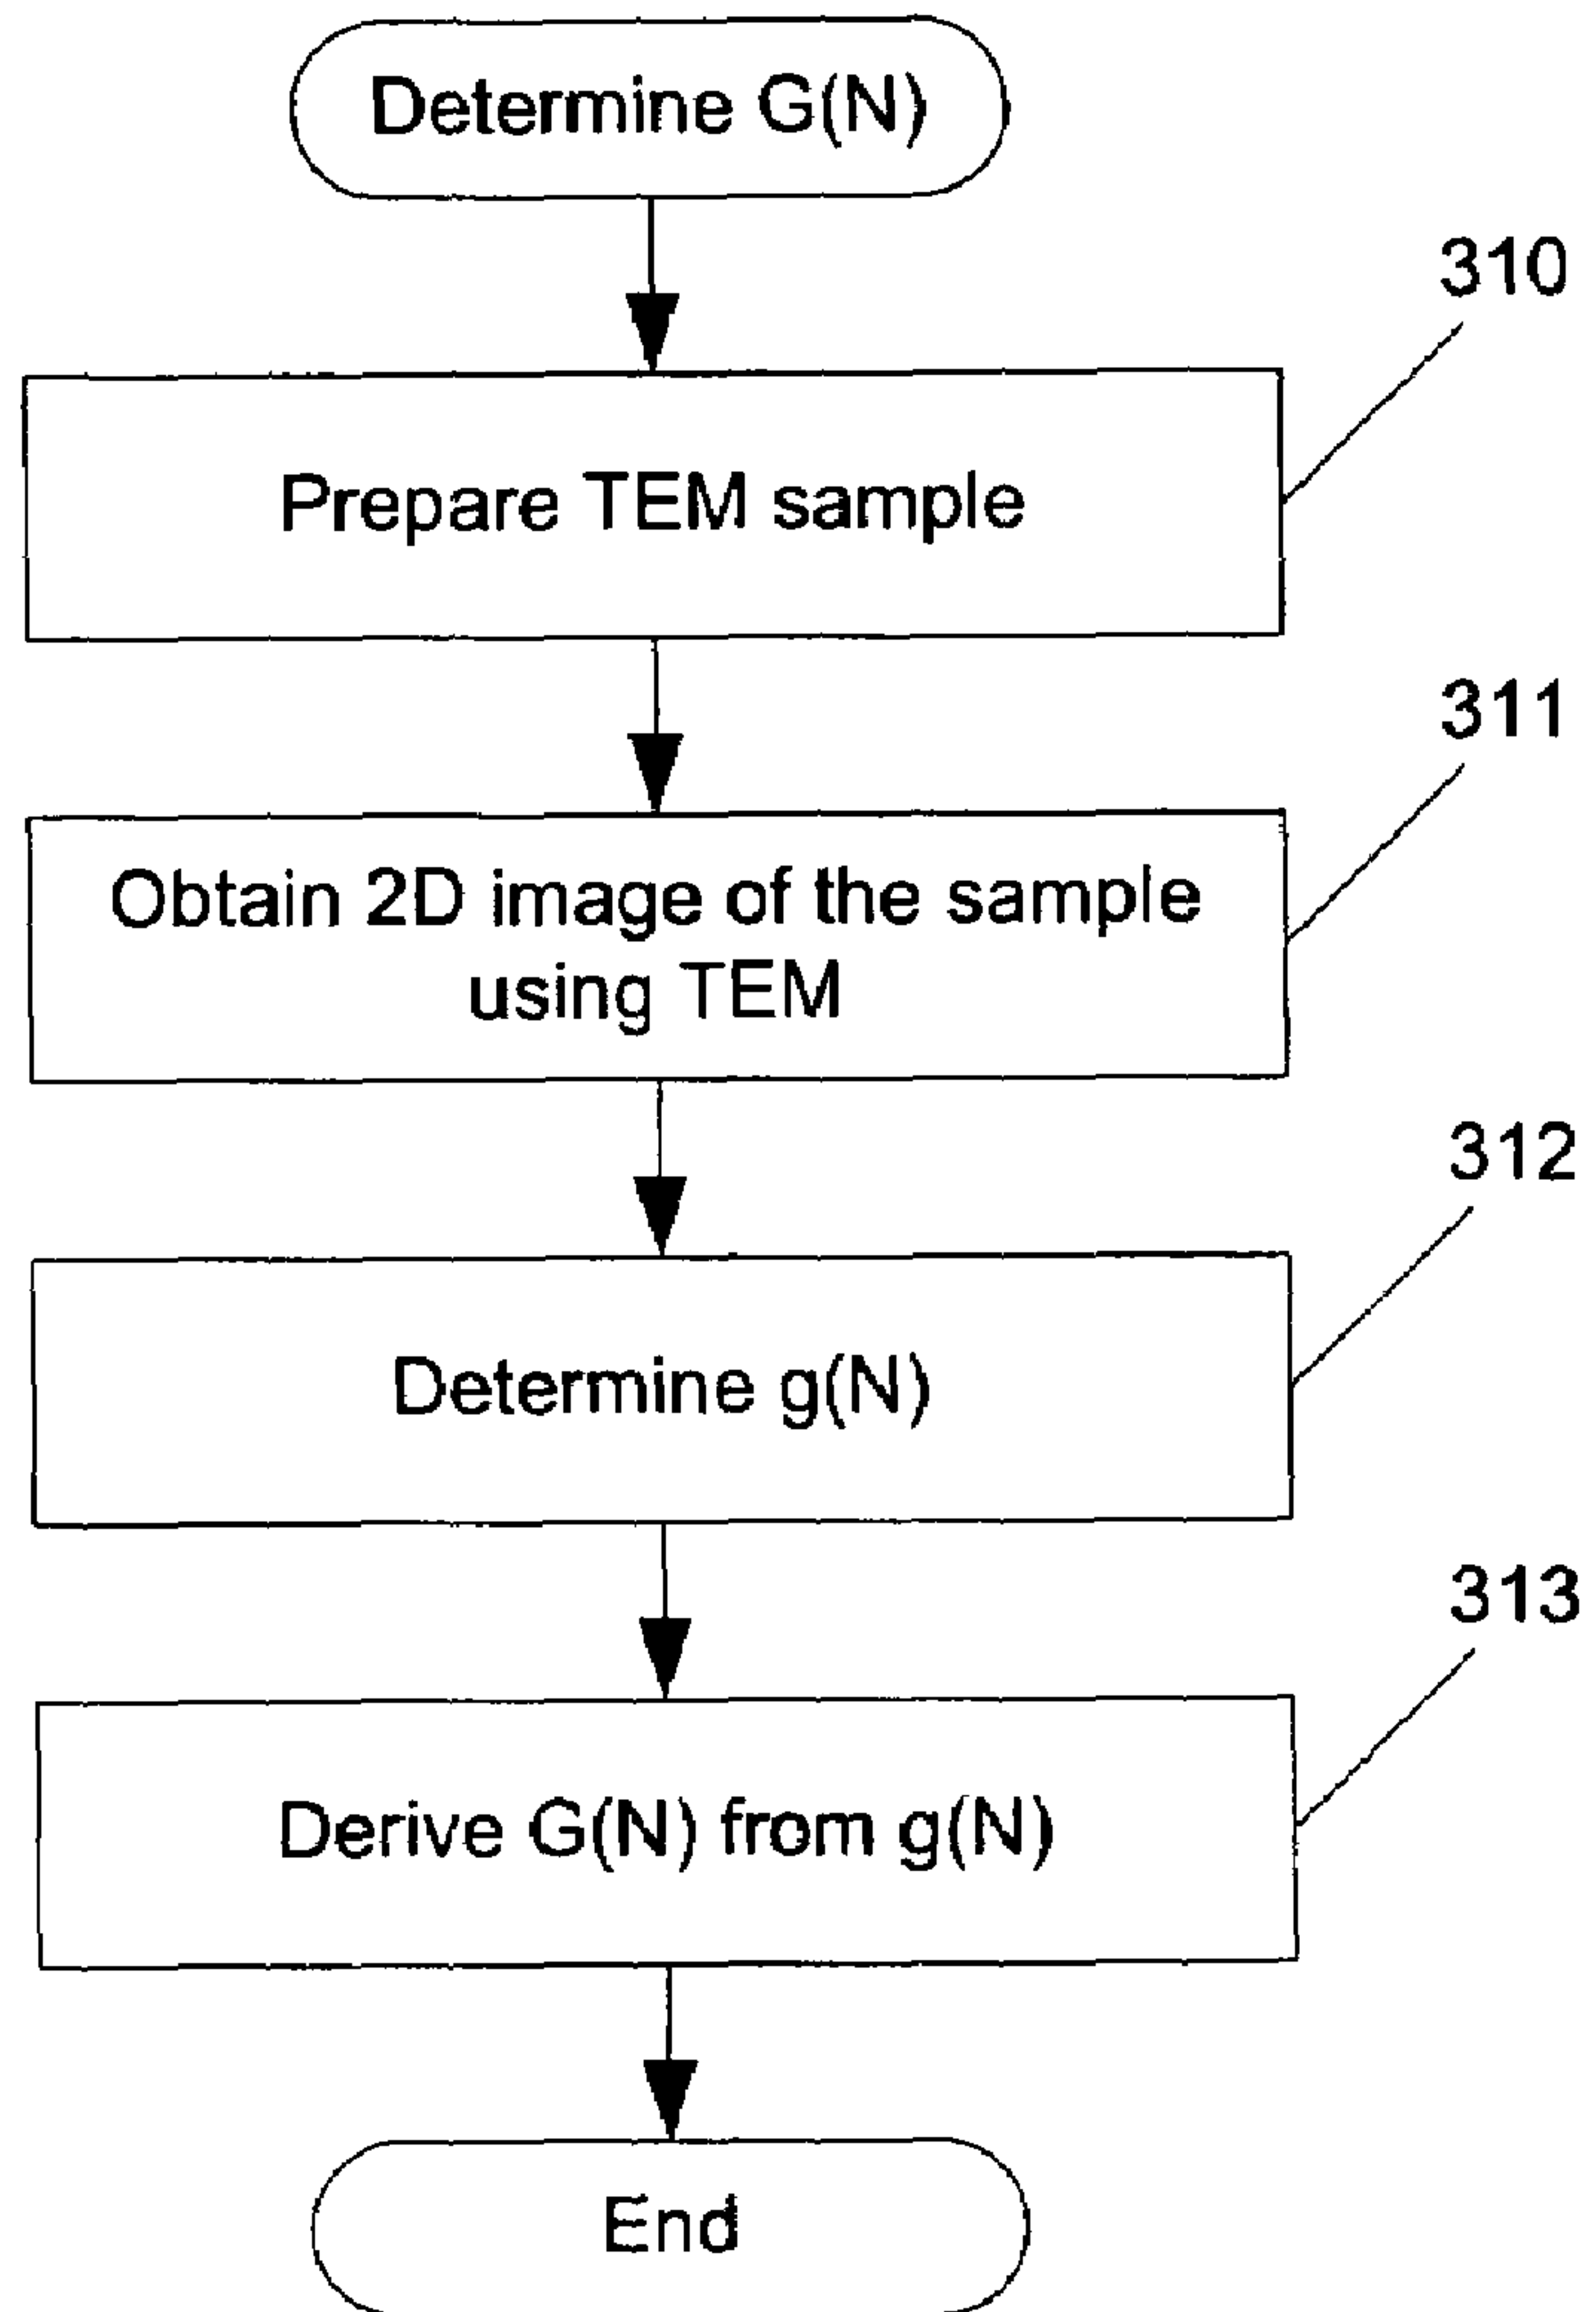 Determine G(N)
310
Prepare TEM sample
311
Obtain 2D image of the sample
using TEM
312
Determine g(N)
313
Derive G(N) from g(N)
End